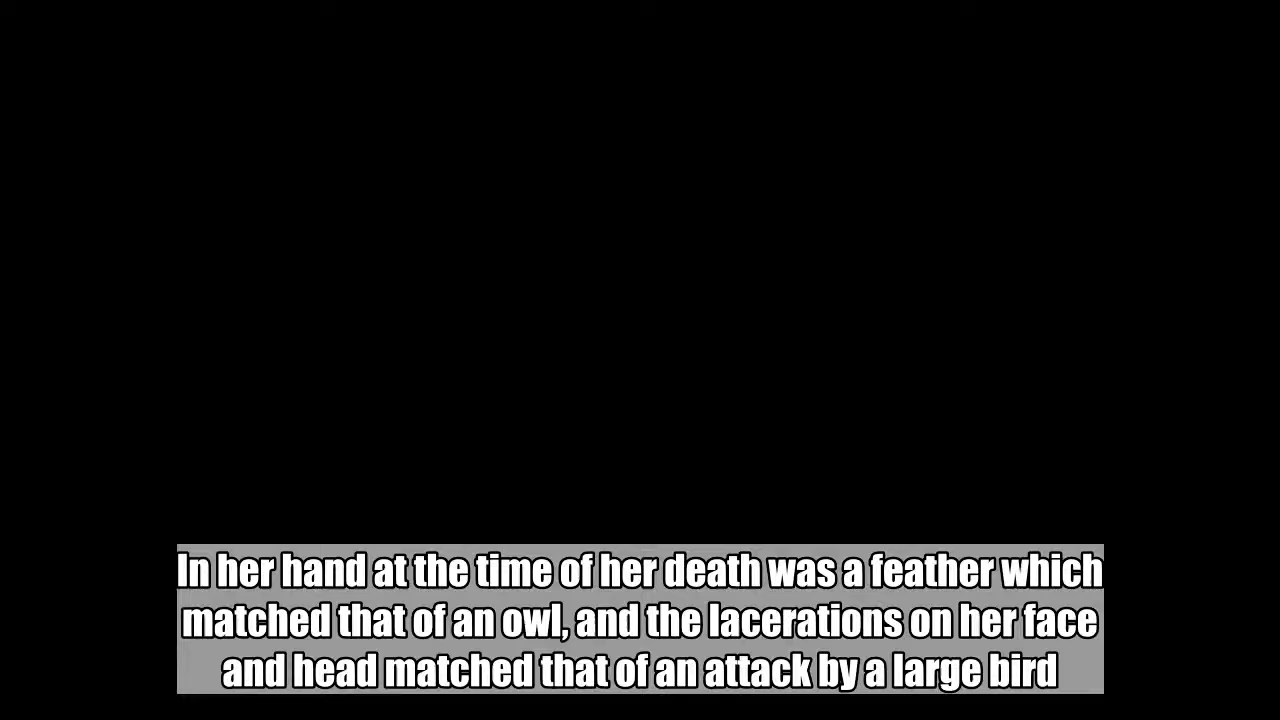 In her hand at the time of her death was a feather which
matched that of an owl, and the lacerations on her face
and head matched that of an attack by a large bird